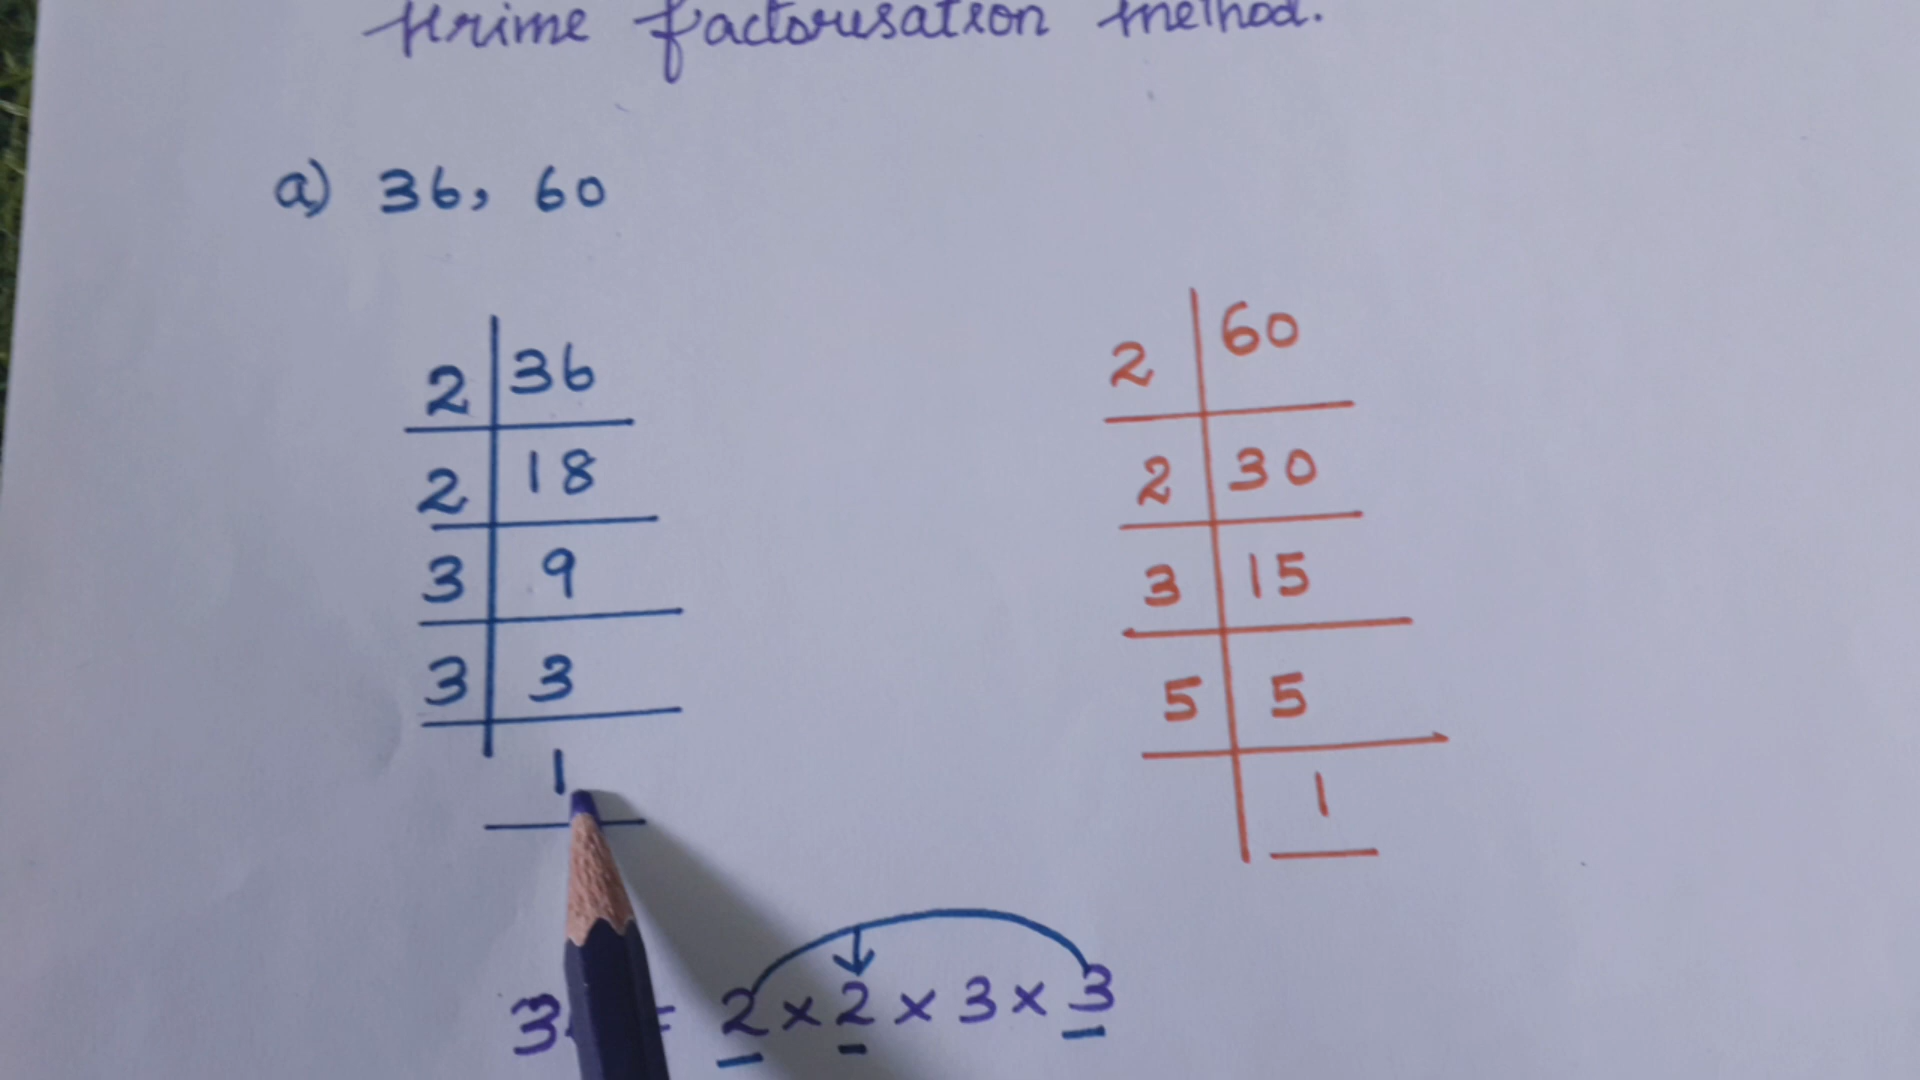 Prime factorisation method.
a) 36, 60
2 | 36
2 | 18
3 | 9
3 | 3
1
2 | 60
2 | 30
3 | 15
5 | 5
1
3 = 2 × 2 × 3 × 3